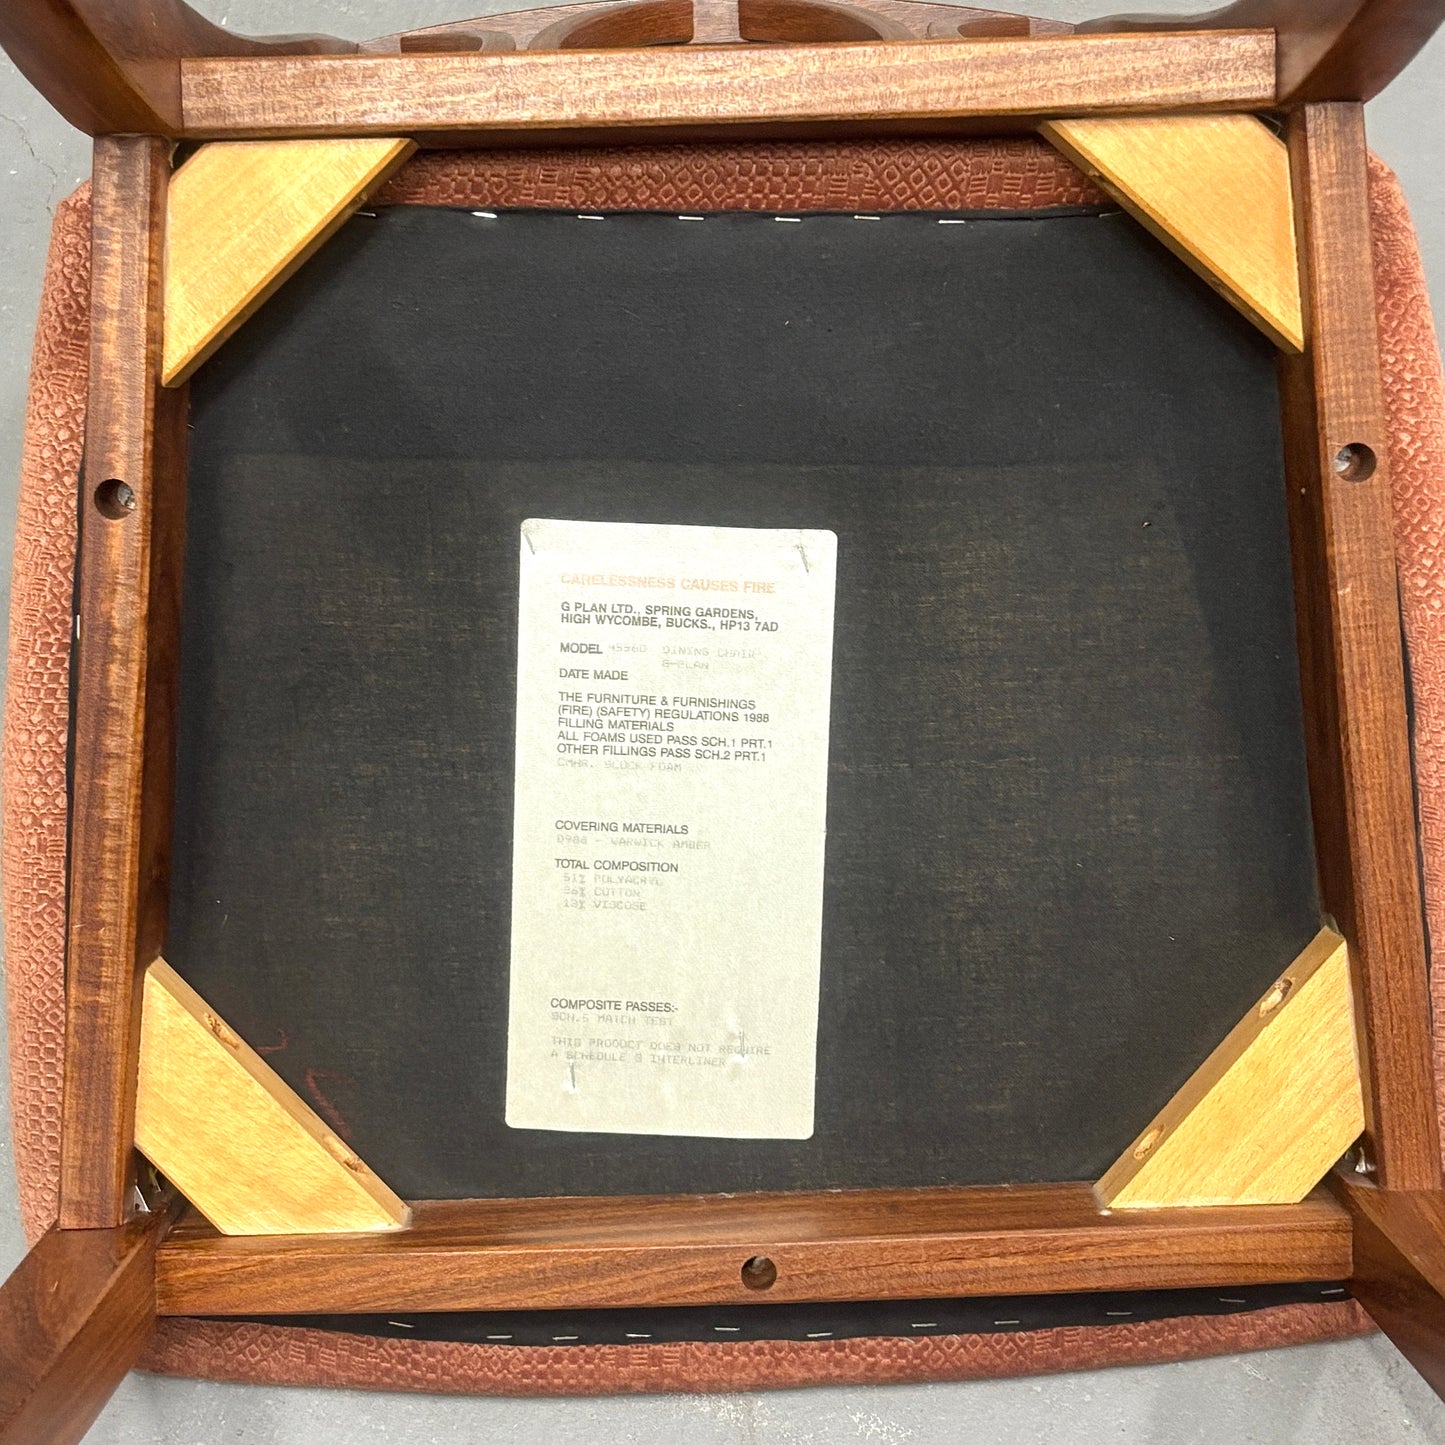 CARELESSNESS CAUSES FIRE
G PLAN LTD., SPRING GARDENS,
HIGH WYCOMBE, BUCKS., HP13 7AD
MODEL DINING CHAIR
G-PLAN
DATE MADE
THE FURNITURE & FURNISHINGS
(FIRE) (SAFETY) REGULATIONS 1988
FILLING MATERIALS
ALL FOAMS USED PASS SCH.1 PRT.1
OTHER FILLINGS PASS SCH.2 PRT.1
CMHR. BLOCK FOAM
COVERING MATERIALS
- WARWICK AMBER
TOTAL COMPOSITION
51% POLYACRYL
36% COTTON
13% VISCOSE
COMPOSITE PASSES:-
SCH.5 MATCH TEST
THIS PRODUCT DOES NOT REQUIRE
A SCHEDULE 3 INTERLINER